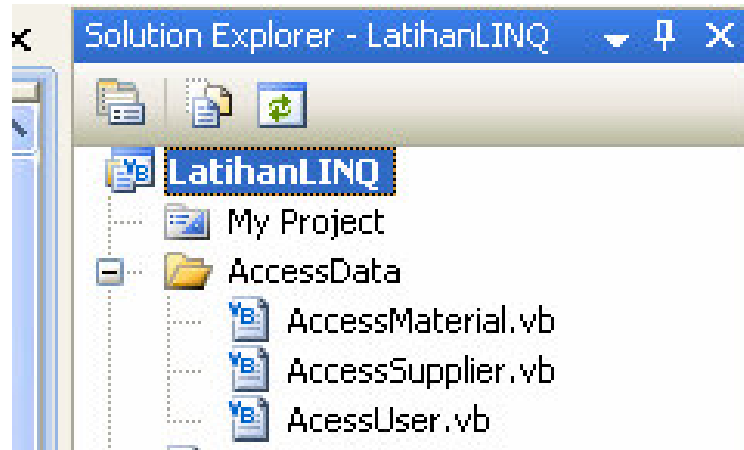 Solution Explorer - LatihanLINQ
LatihanLINQ
My Project
AccessData
AccessMaterial.vb
AccessSupplier.vb
AcessUser.vb